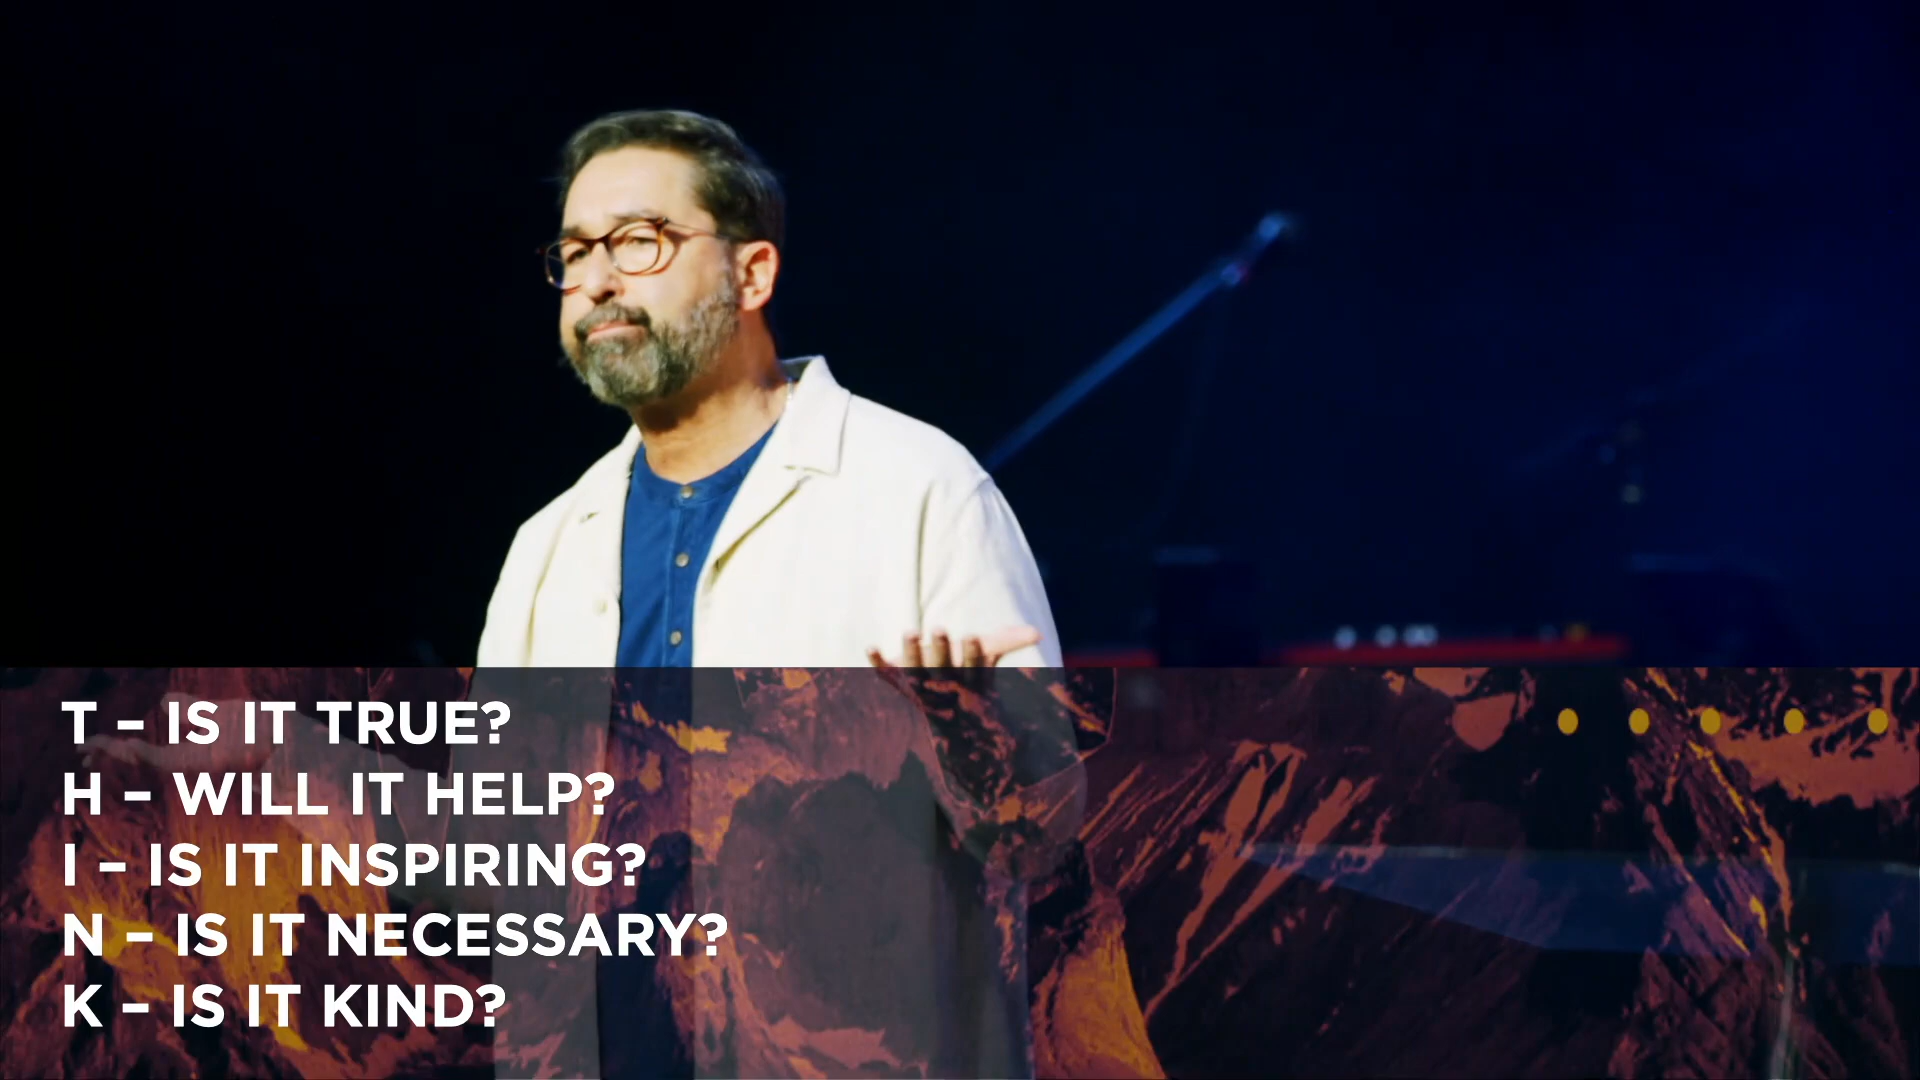 T – IS IT TRUE?
H – WILL IT HELP?
I – IS IT INSPIRING?
N – IS IT NECESSARY?
K – IS IT KIND?